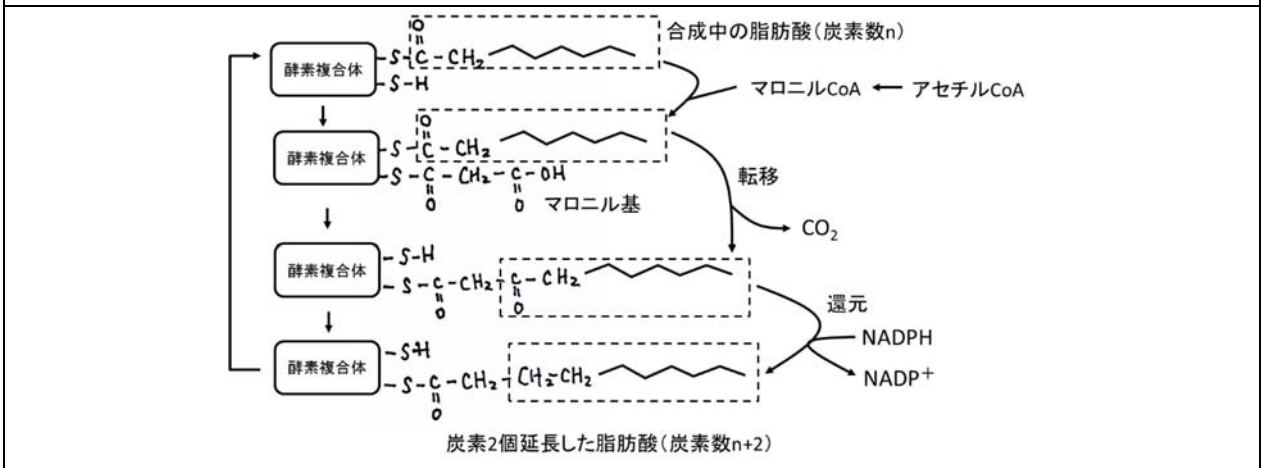 O
合成中の脂肪酸(炭素数n)
酵素複合体
-S-C-CH2
-S-H
マロニルCoA ← アセチルCoA
O
酵素複合体
-S-C-CH2
-S-C-CH2-C-OH
O O
マロニル基
転移
CO2
酵素複合体
-S-H
-S-C-CH2-C-CH2
O O
還元
NADPH
NADP+
酵素複合体
-SH
-S-C-CH2-CH2-CH2
O
炭素2個延長した脂肪酸(炭素数n+2)